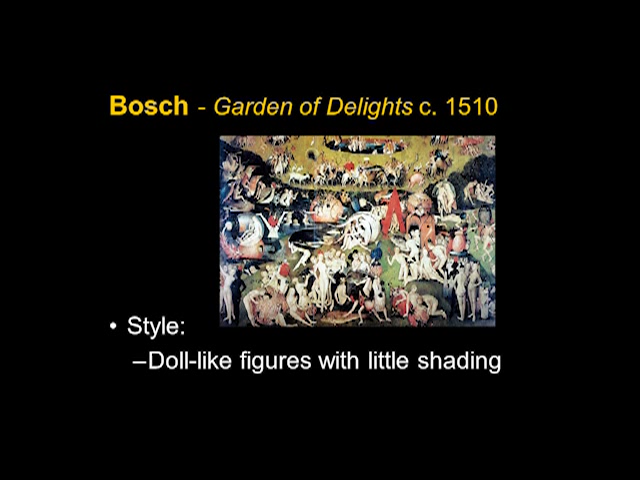 Bosch - Garden of Delights c. 1510
• Style:
–Doll-like figures with little shading